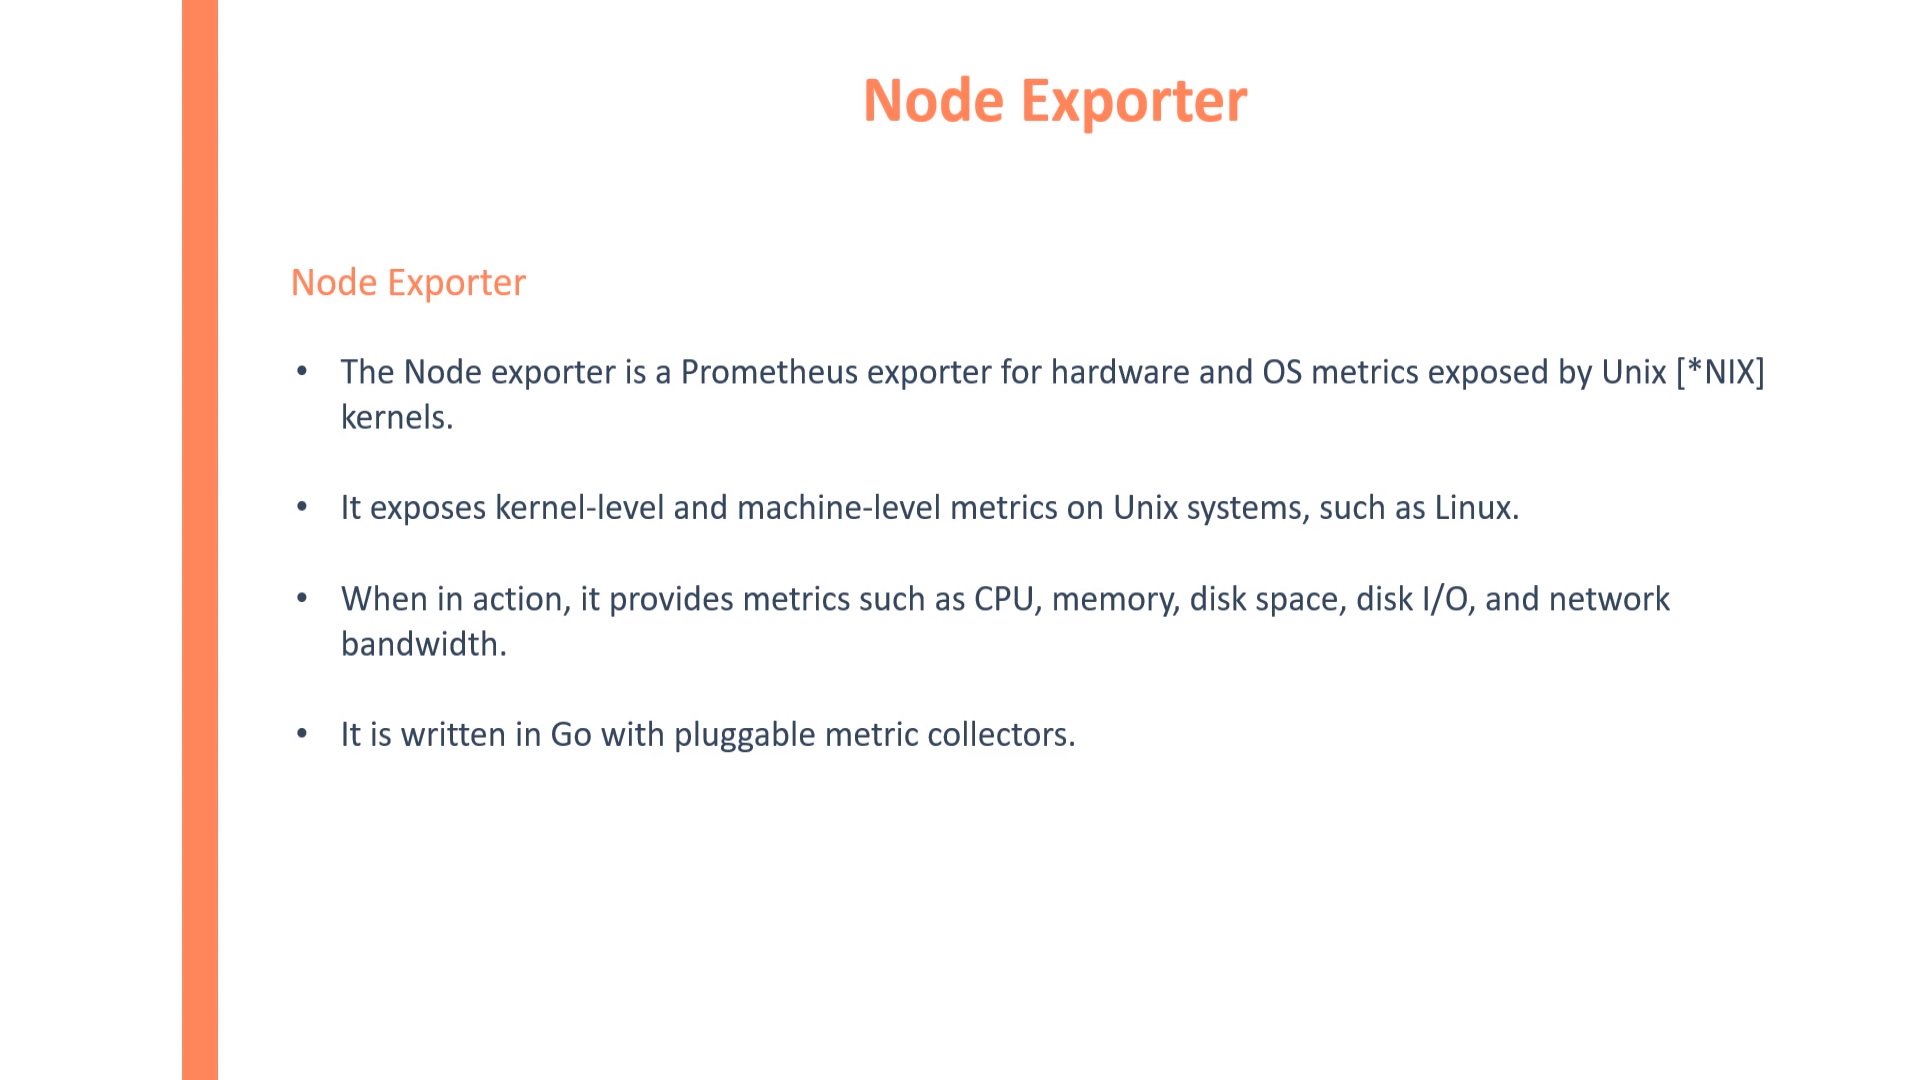 Node Exporter
Node Exporter
• The Node exporter is a Prometheus exporter for hardware and OS metrics exposed by Unix [*NIX]
kernels.
• It exposes kernel-level and machine-level metrics on Unix systems, such as Linux.
• When in action, it provides metrics such as CPU, memory, disk space, disk I/O, and network
bandwidth.
• It is written in Go with pluggable metric collectors.